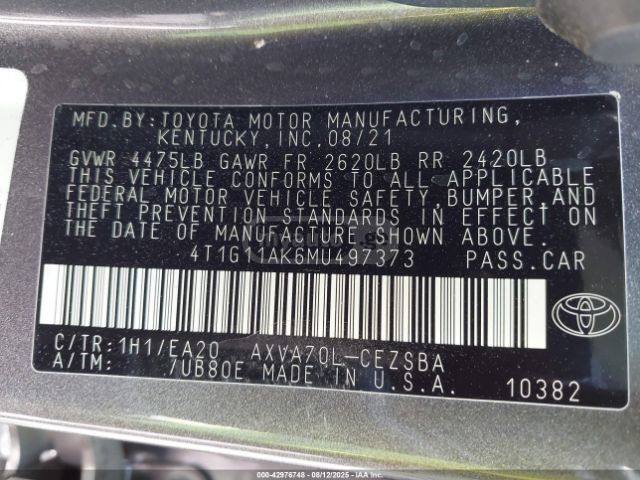 MFD.BY:TOYOTA MOTOR MANUFACTURING,
KENTUCKY,INC.08/21
GVWR 4475LB GAWR FR 2620LB RR 2420LB
THIS VEHICLE CONFORMS TO ALL APPLICABLE
FEDERAL MOTOR VEHICLE SAFETY,BUMPER,AND
THEFT PREVENTION STANDARDS IN EFFECT ON
THE DATE OF MANUFACTURE SHOWN ABOVE.
4T1G11AK6MU497373 PASS.CAR
C/TR:1H1/EA20 AXVA70L-CEZSBA
A/TM: /UB80E MADE IN U.S.A. 10382
000-42976748 - 08/12/2025 - IAAI.COM